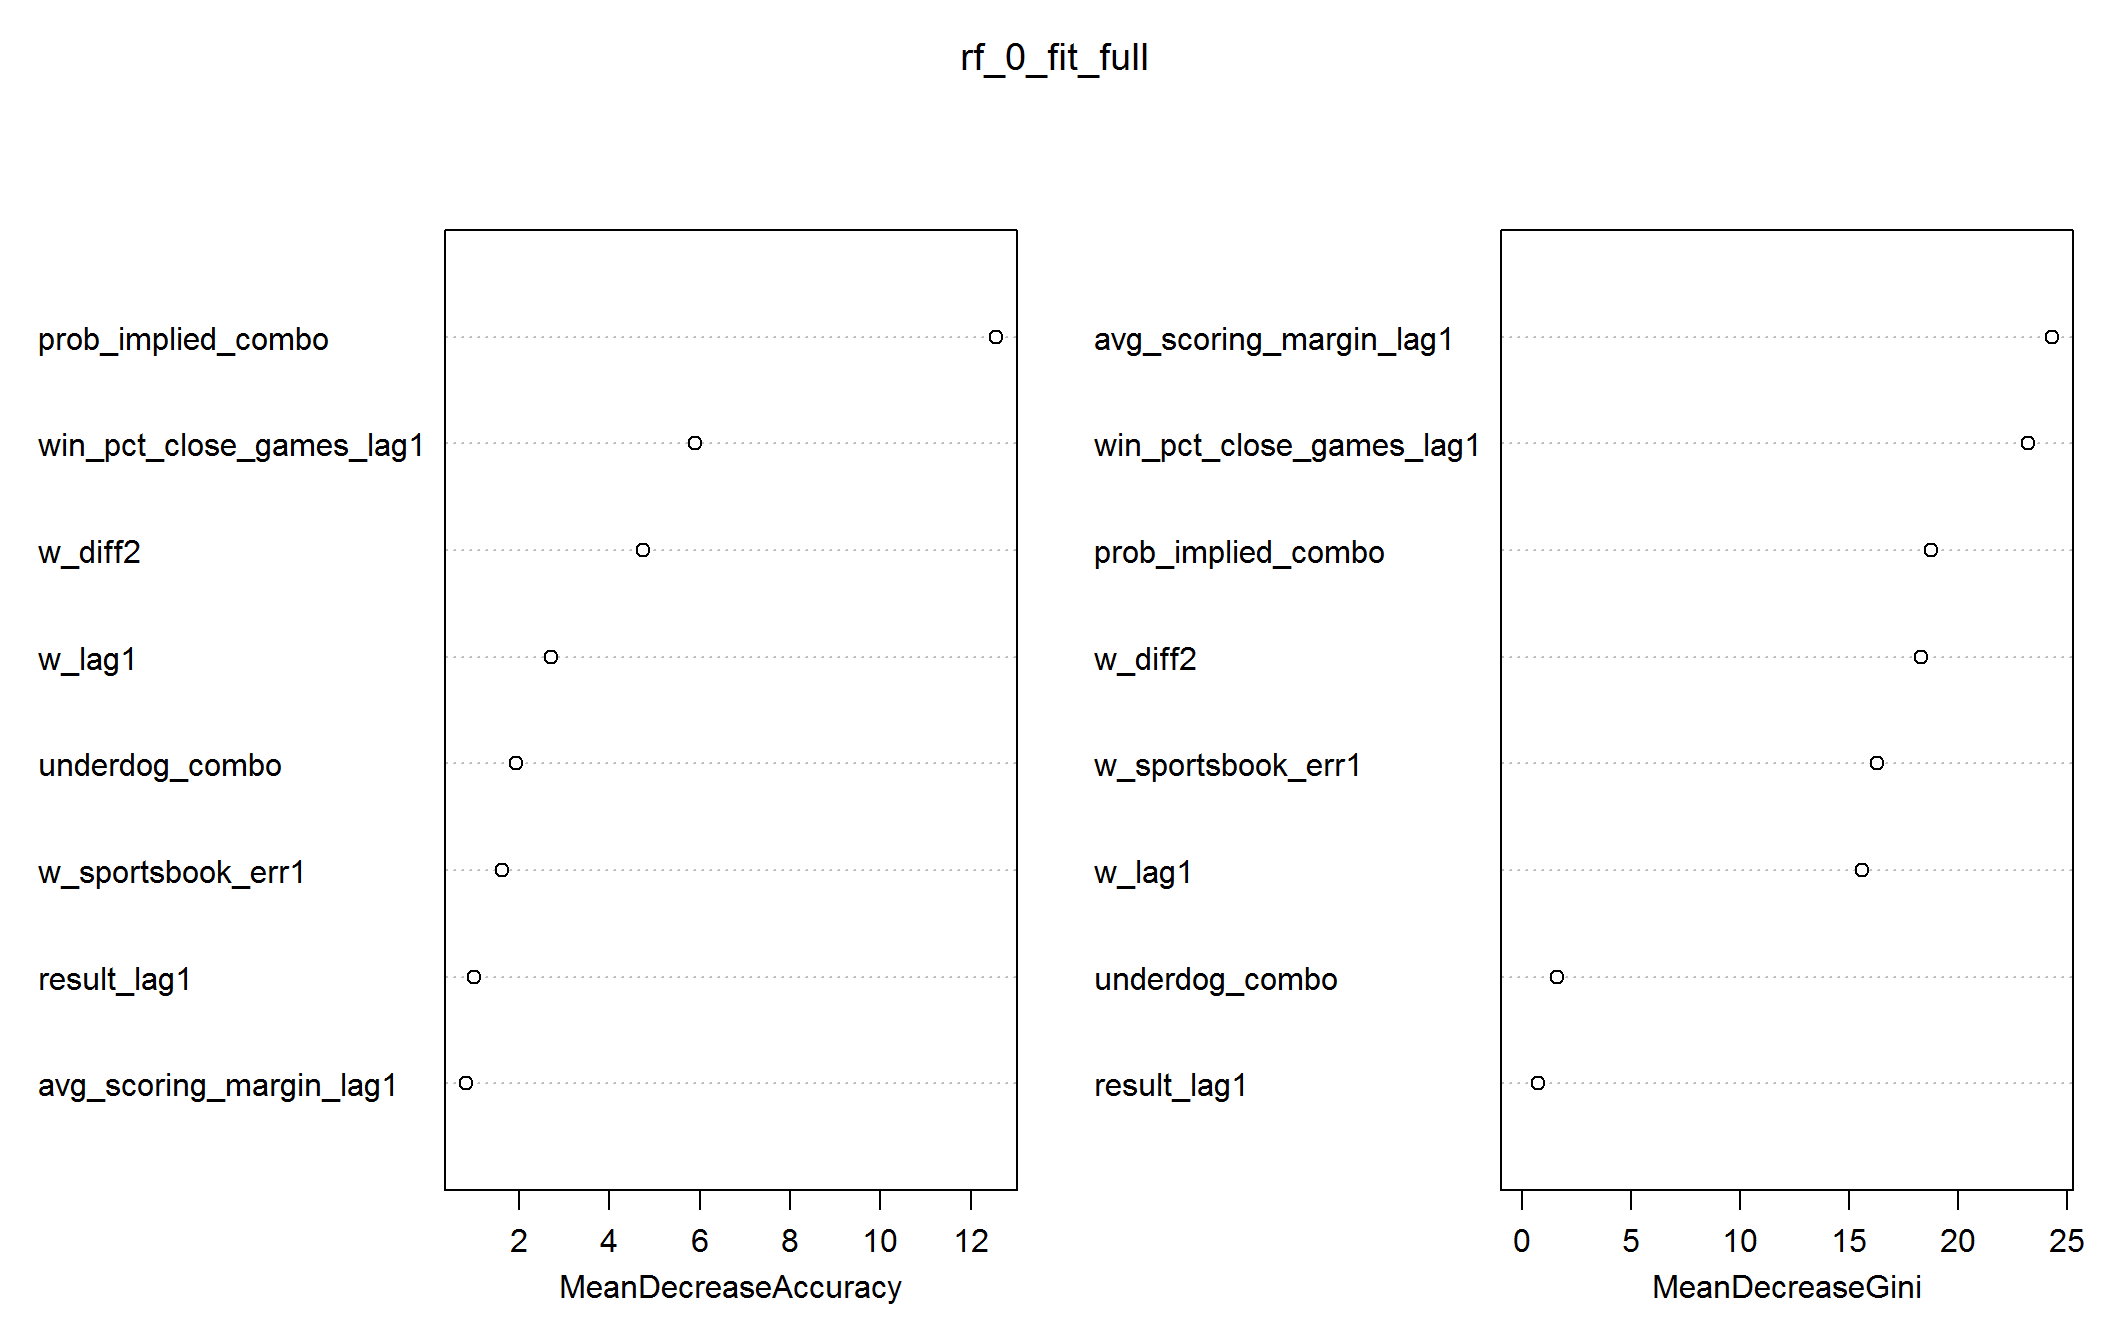 rf_0_fit_full
prob_implied_combo
win_pct_close_games_lag1
w_diff2
w_lag1
underdog_combo
w_sportsbook_err1
result_lag1
avg_scoring_margin_lag1
2 4 6 8 10 12
MeanDecreaseAccuracy
avg_scoring_margin_lag1
win_pct_close_games_lag1
prob_implied_combo
w_diff2
w_sportsbook_err1
w_lag1
underdog_combo
result_lag1
0 5 10 15 20 25
MeanDecreaseGini